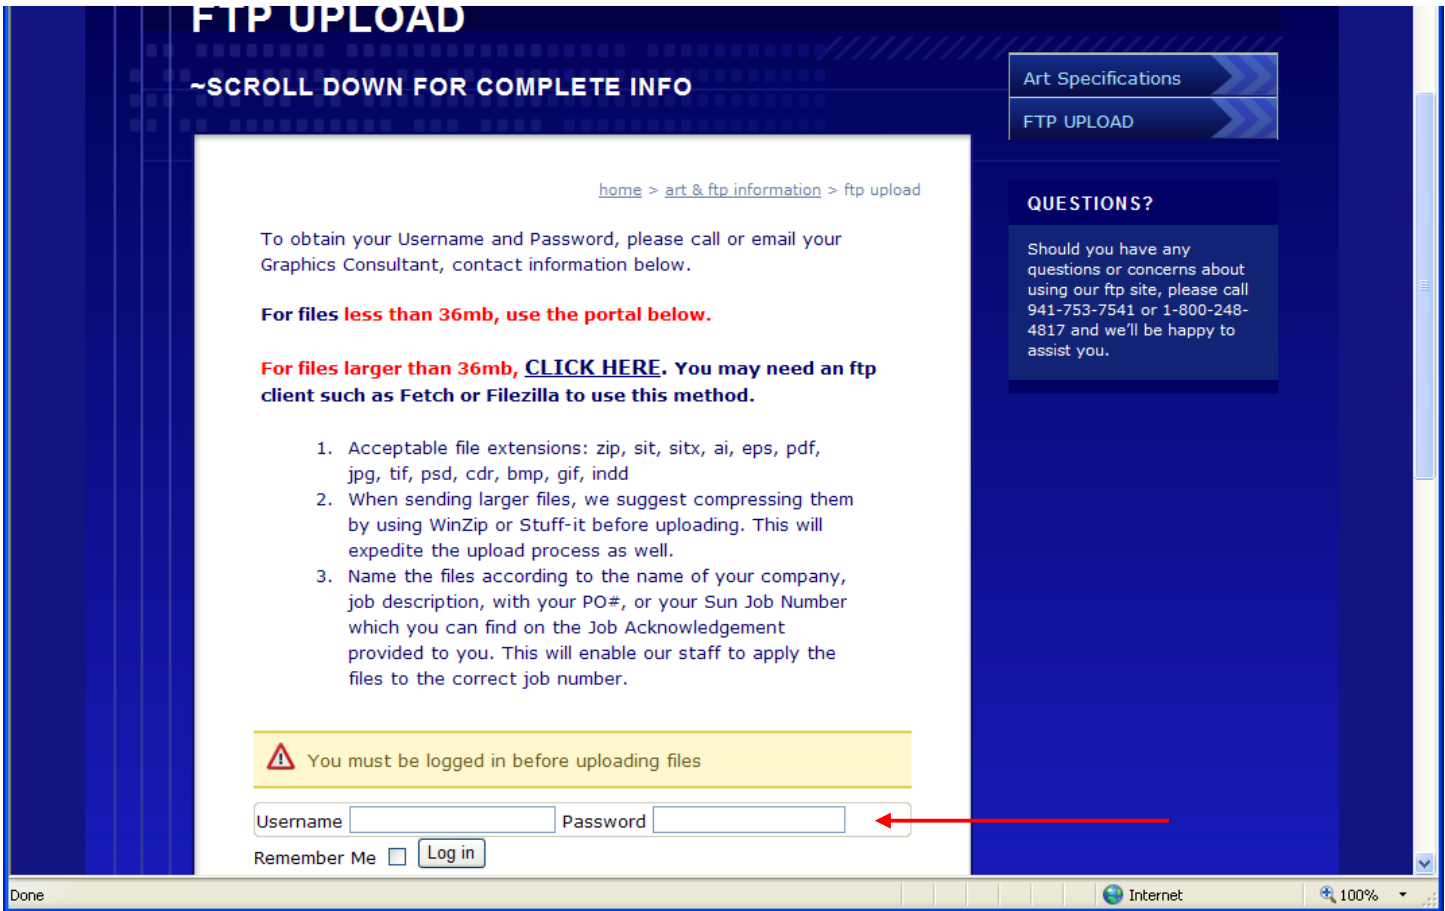 FTP UPLOAD
~SCROLL DOWN FOR COMPLETE INFO
Art Specifications
FTP UPLOAD
home > art & ftp information > ftp upload
To obtain your Username and Password, please call or email your
Graphics Consultant, contact information below.
For files less than 36mb, use the portal below.
For files larger than 36mb, CLICK HERE. You may need an ftp
client such as Fetch or Filezilla to use this method.
1. Acceptable file extensions: zip, sit, sitx, ai, eps, pdf,
jpg, tif, psd, cdr, bmp, gif, indd
2. When sending larger files, we suggest compressing them
by using WinZip or Stuff-it before uploading. This will
expedite the upload process as well.
3. Name the files according to the name of your company,
job description, with your PO#, or your Sun Job Number
which you can find on the Job Acknowledgement
provided to you. This will enable our staff to apply the
files to the correct job number.
QUESTIONS?
Should you have any
questions or concerns about
using our ftp site, please call
941-753-7541 or 1-800-248-
4817 and we'll be happy to
assist you.
You must be logged in before uploading files
Username Password
Remember Me Log in
Done Internet 100%